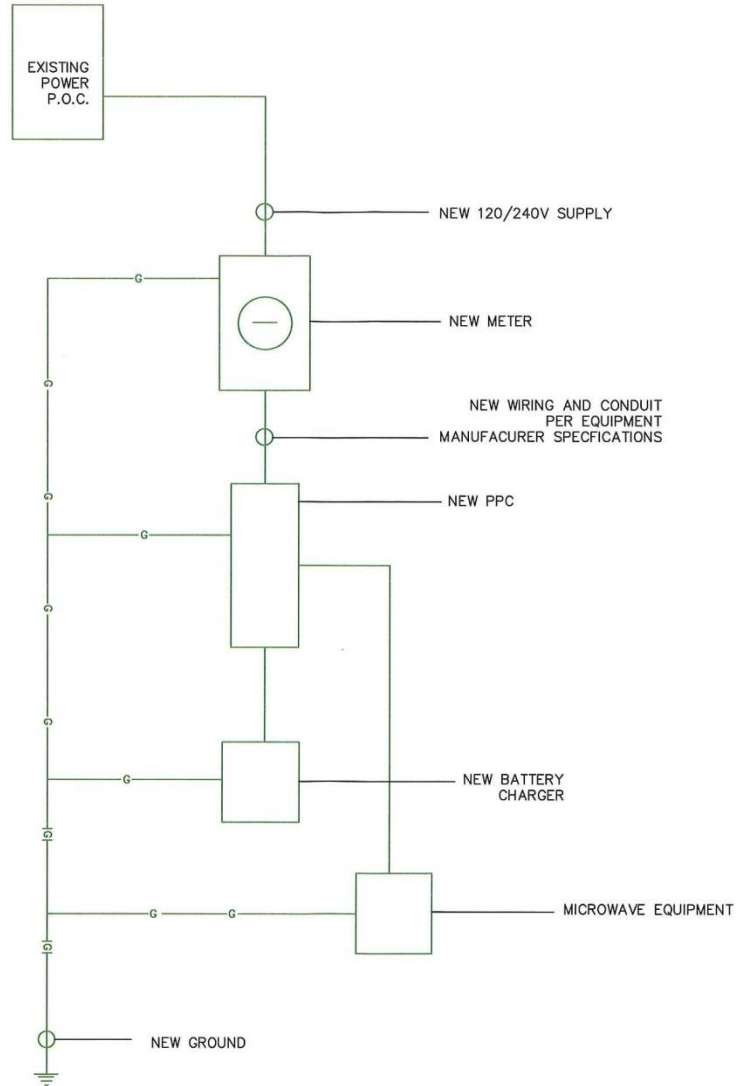 EXISTING
POWER
P.O.C.
NEW 120/240V SUPPLY
G
NEW METER
G
NEW WIRING AND CONDUIT
PER EQUIPMENT
MANUFACURER SPECFICATIONS
G
NEW PPC
G
G
G
G
NEW BATTERY
CHARGER
G
G G
MICROWAVE EQUIPMENT
G
NEW GROUND